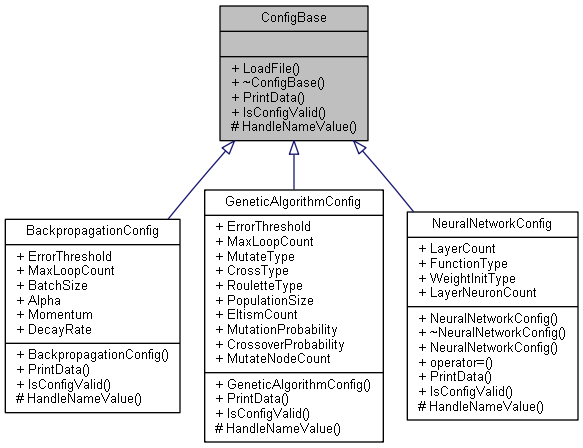 ConfigBase
+ LoadFile()
+ ~ConfigBase()
+ PrintData()
+ IsConfigValid()
# HandleNameValue()
BackpropagationConfig
+ ErrorThreshold
+ MaxLoopCount
+ BatchSize
+ Alpha
+ Momentum
+ DecayRate
+ BackpropagationConfig()
+ PrintData()
+ IsConfigValid()
# HandleNameValue()
GeneticAlgorithmConfig
+ ErrorThreshold
+ MaxLoopCount
+ MutateType
+ CrossType
+ RouletteType
+ PopulationSize
+ EltismCount
+ MutationProbability
+ CrossoverProbability
+ MutateNodeCount
+ GeneticAlgorithmConfig()
+ PrintData()
+ IsConfigValid()
# HandleNameValue()
NeuralNetworkConfig
+ LayerCount
+ FunctionType
+ WeightInitType
+ LayerNeuronCount
+ NeuralNetworkConfig()
+ ~NeuralNetworkConfig()
+ NeuralNetworkConfig()
+ operator=()
+ PrintData()
+ IsConfigValid()
# HandleNameValue()